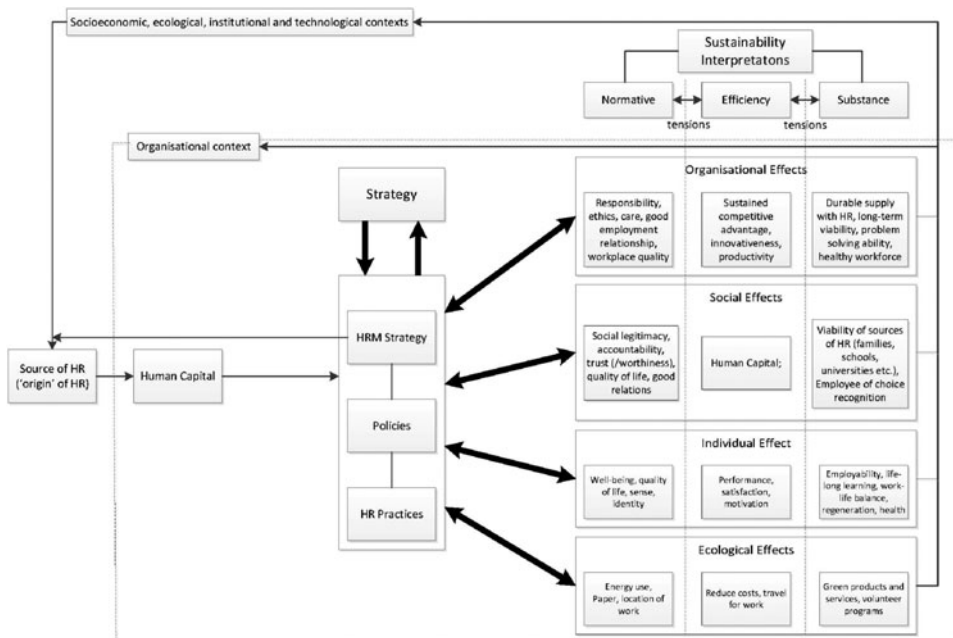 Socioeconomic, ecological, institutional and technological contexts
Sustainability
Interpretatons
Normative
Efficiency
Substance
tensions
tensions
Organisational context
Strategy
HRM Strategy
Policies
HR Practices
Source of HR
('origin' of HR)
Human Capital
Organisational Effects
Responsibility,
ethics, care, good
employment
relationship,
workplace quality
Sustained
competitive
advantage,
innovativeness,
productivity
Durable supply
with HR, long-term
viability, problem
solving ability,
healthy workforce
Social Effects
Social legitimacy,
accountability,
trust (/worthiness),
quality of life, good
relations
Human Capital;
Viability of sources
of HR (families,
schools,
universities etc.),
Employee of choice
recognition
Individual Effect
Well-being, quality
of life, sense,
identity
Performance,
satisfaction,
motivation
Employability, life-
long learning, work-
life balance,
regeneration, health
Ecological Effects
Energy use,
Paper, location of
work
Reduce costs, travel
for work
Green products and
services, volunteer
programs